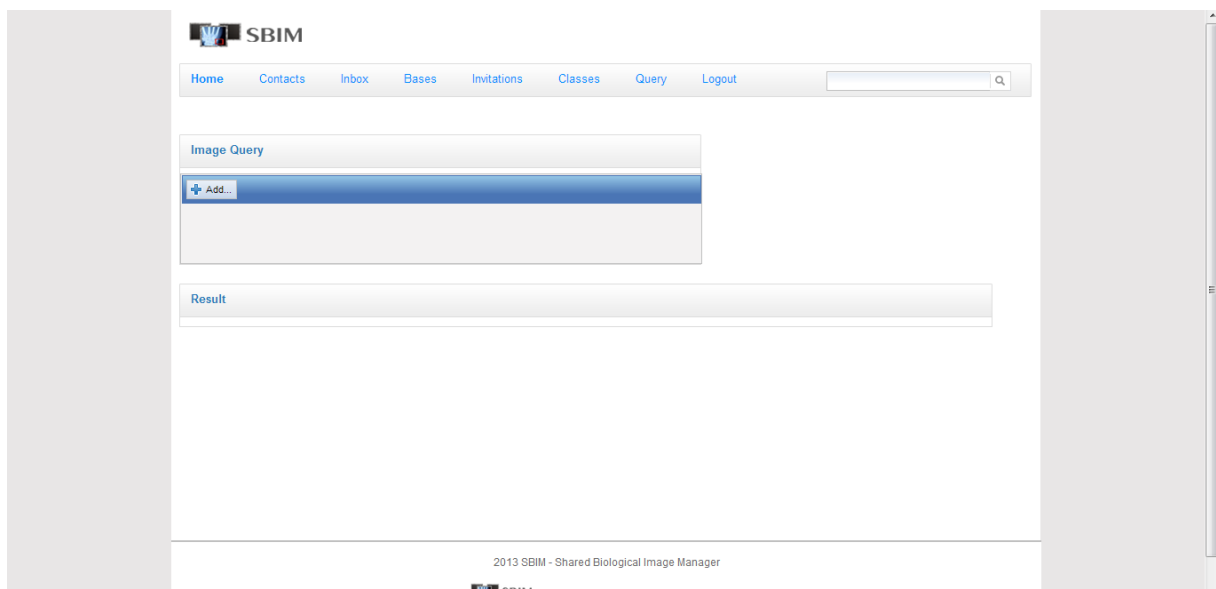 SBIM
Home Contacts Inbox Bases Invitations Classes Query Logout
Image Query
Add...
Result
2013 SBIM - Shared Biological Image Manager
SBIM